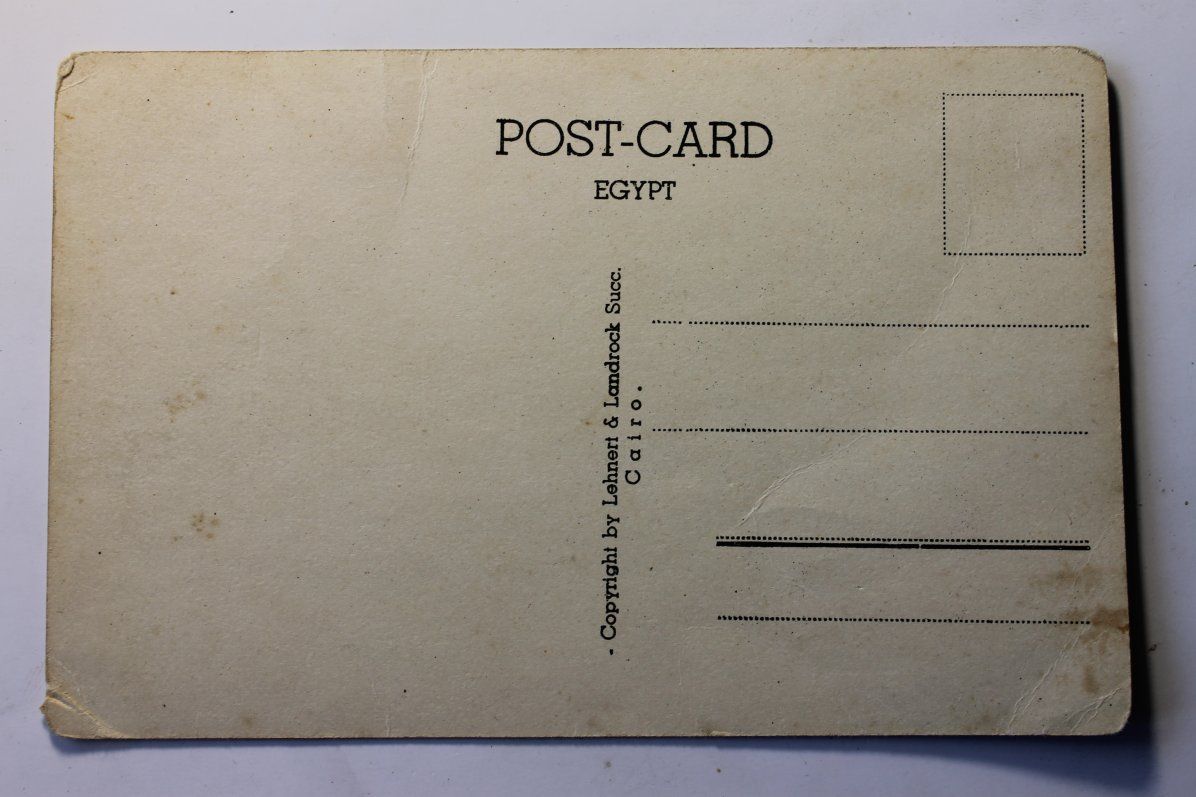 POST-CARD
EGYPT
- Copyright by Lehnert & Landrock Succ.
Cairo.